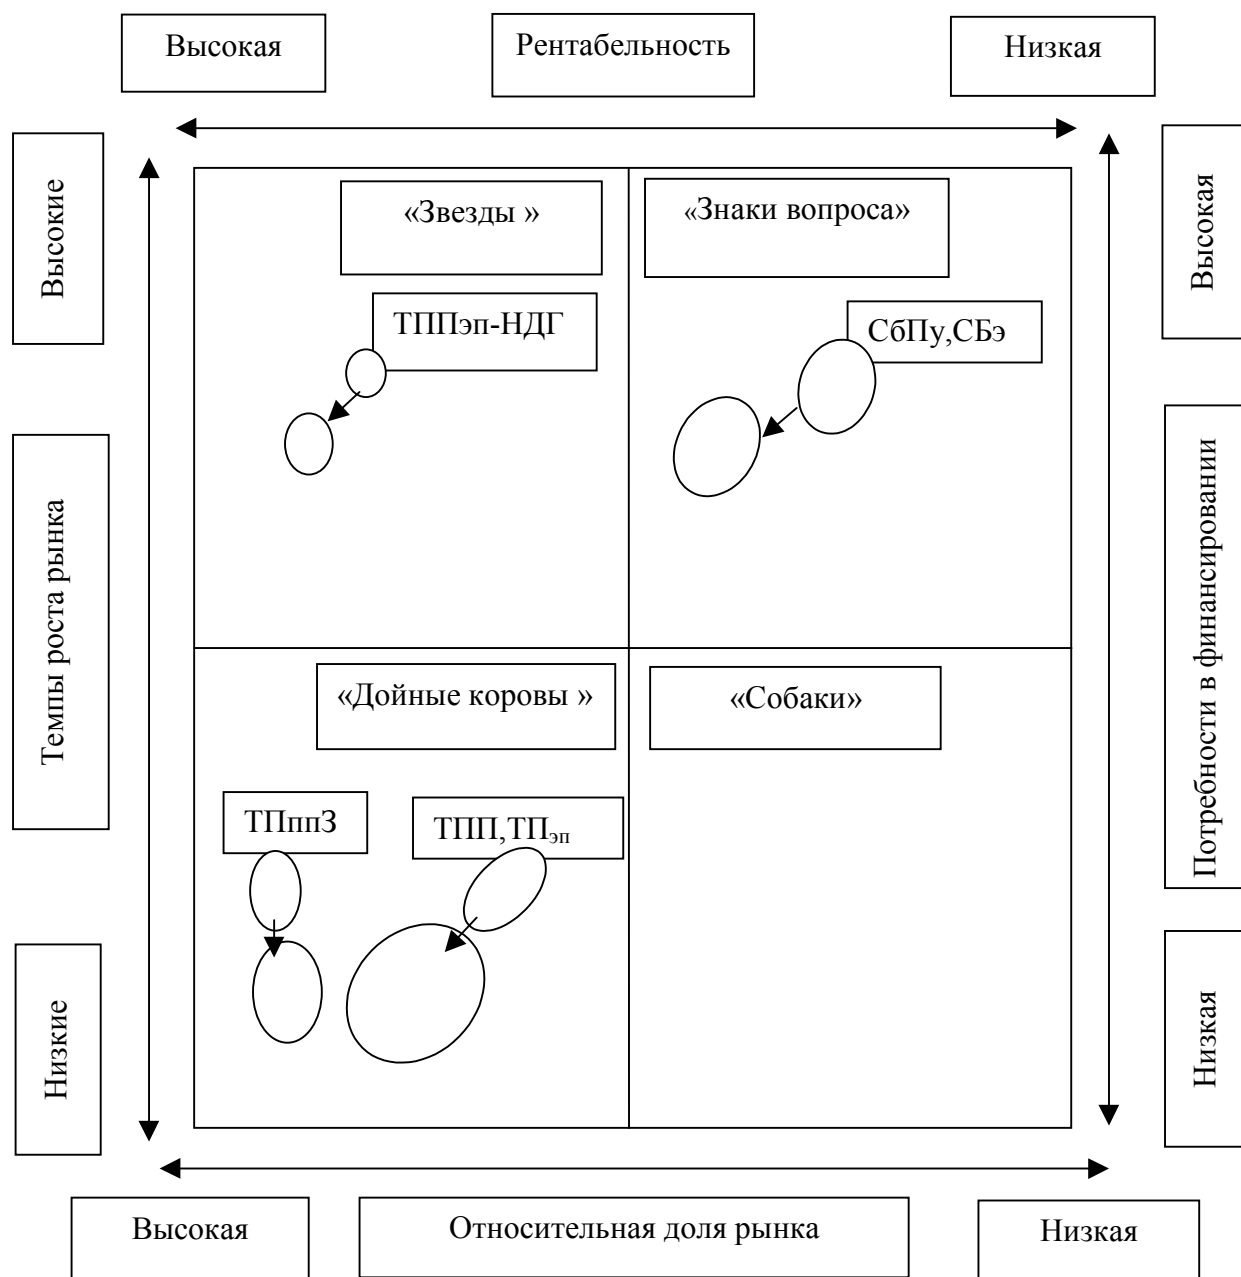 Высокая
Рентабельность
Низкая
Высокие
Темпы роста рынка
Низкие
«Звезды »
«Знаки вопроса»
ТППэп-НДГ
СбПу,СБэ
«Дойные коровы »
«Собаки»
ТПппЗ
ТПП,ТПэп
Высокая
Потребности в финансировании
Низкая
Высокая
Относительная доля рынка
Низкая